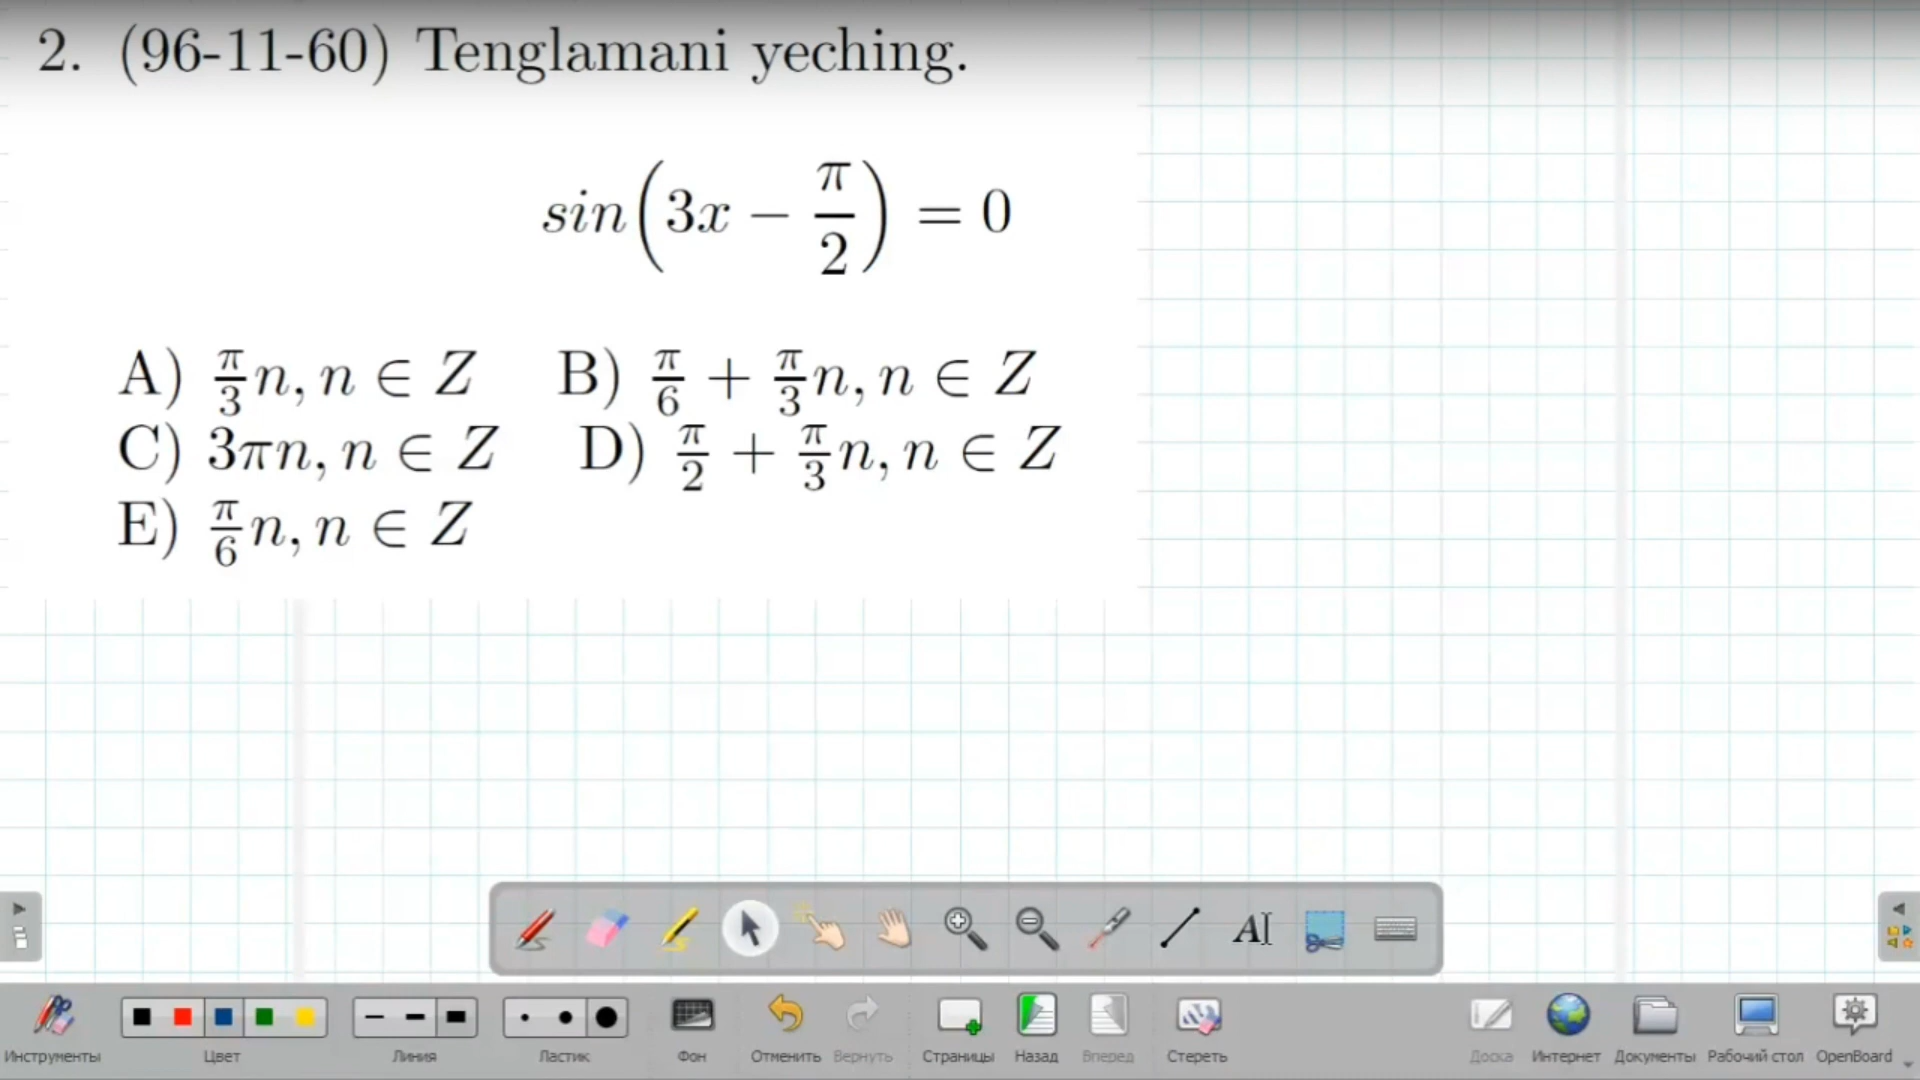 2. (96-11-60) Tenglamani yeching.
sin(3x − π/2) = 0
A) π/3 n, n ∈ Z B) π/6 + π/3 n, n ∈ Z
C) 3πn, n ∈ Z D) π/2 + π/3 n, n ∈ Z
E) π/6 n, n ∈ Z
Инструменты Цвет Линия Ластик Фон Отменить Вернуть Страницы Назад Вперед Стереть Доска Интернет Документы Рабочий стол OpenBoard